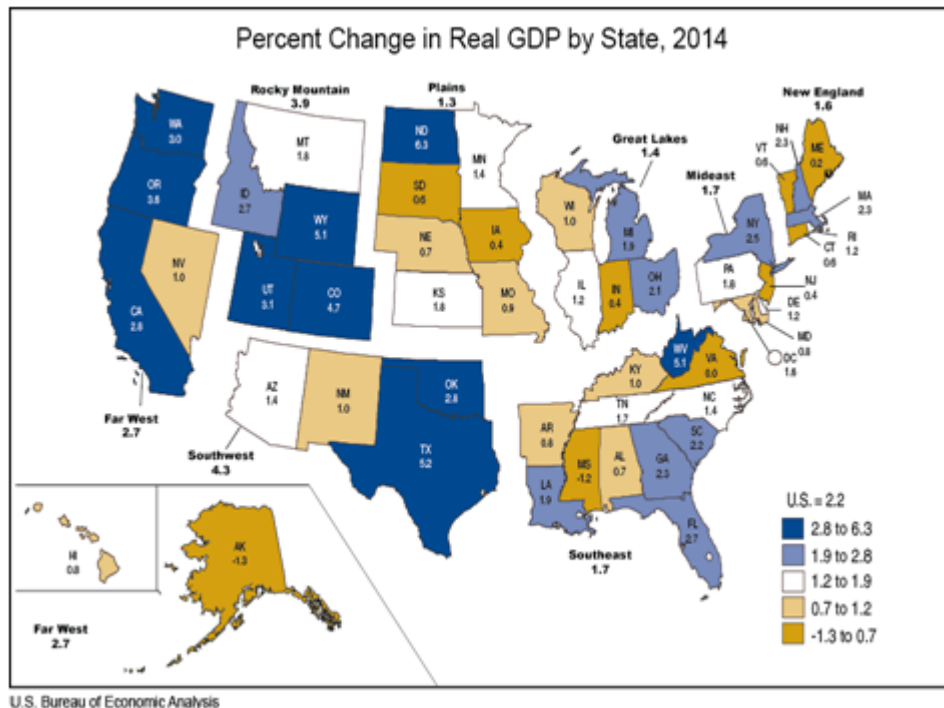 Percent Change in Real GDP by State, 2014
Rocky Mountain
3.9
Plains
1.3
New England
1.6
Great Lakes
1.4
Mideast
1.7
WA
3.0
OR
3.6
CA
2.8
NV
1.0
ID
2.7
MT
1.8
WY
5.1
UT
3.1
CO
4.7
ND
6.3
SD
0.6
NE
0.7
KS
1.8
MN
1.4
IA
0.4
MO
0.9
WI
1.0
IL
1.2
MI
1.9
IN
0.4
OH
2.1
VT
0.6
NH
2.3
ME
0.2
MA
2.3
RI
1.2
CT
0.6
NY
2.5
PA
1.8
NJ
0.4
DE
1.2
MD
0.8
DC
1.6
AZ
1.4
NM
1.0
OK
2.8
TX
5.2
Far West
2.7
Southwest
4.3
KY
1.0
WV
5.1
VA
0.0
TN
1.7
NC
1.4
AR
0.8
LA
1.9
MS
-1.2
AL
0.7
GA
2.3
SC
2.2
FL
2.7
Southeast
1.7
HI
0.8
AK
-1.3
Far West
2.7
U.S. = 2.2
2.8 to 6.3
1.9 to 2.8
1.2 to 1.9
0.7 to 1.2
-1.3 to 0.7
U.S. Bureau of Economic Analysis